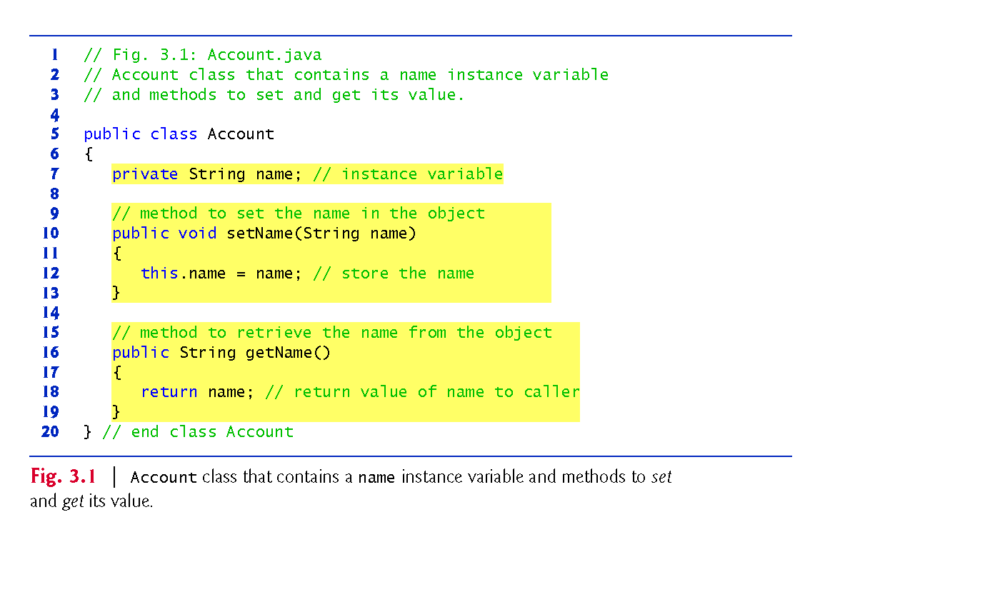 1 // Fig. 3.1: Account.java
2 // Account class that contains a name instance variable
3 // and methods to set and get its value.
4
5 public class Account
6 {
7 private String name; // instance variable
8
9 // method to set the name in the object
10 public void setName(String name)
11 {
12 this.name = name; // store the name
13 }
14
15 // method to retrieve the name from the object
16 public String getName()
17 {
18 return name; // return value of name to caller
19 }
20 } // end class Account
Fig. 3.1 | Account class that contains a name instance variable and methods to set
and get its value.